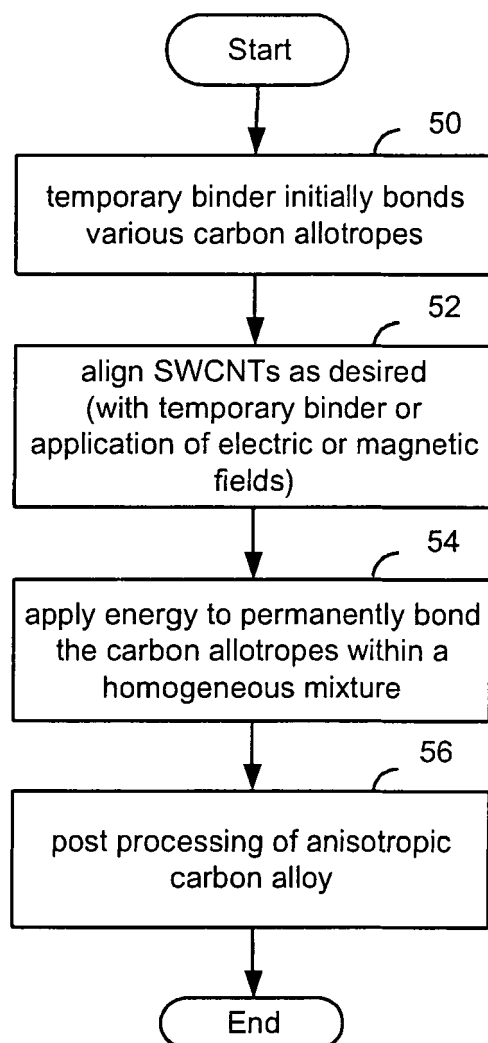 Start
50
temporary binder initially bonds
various carbon allotropes
52
align SWCNTs as desired
(with temporary binder or
application of electric or magnetic
fields)
54
apply energy to permanently bond
the carbon allotropes within a
homogeneous mixture
56
post processing of anisotropic
carbon alloy
End